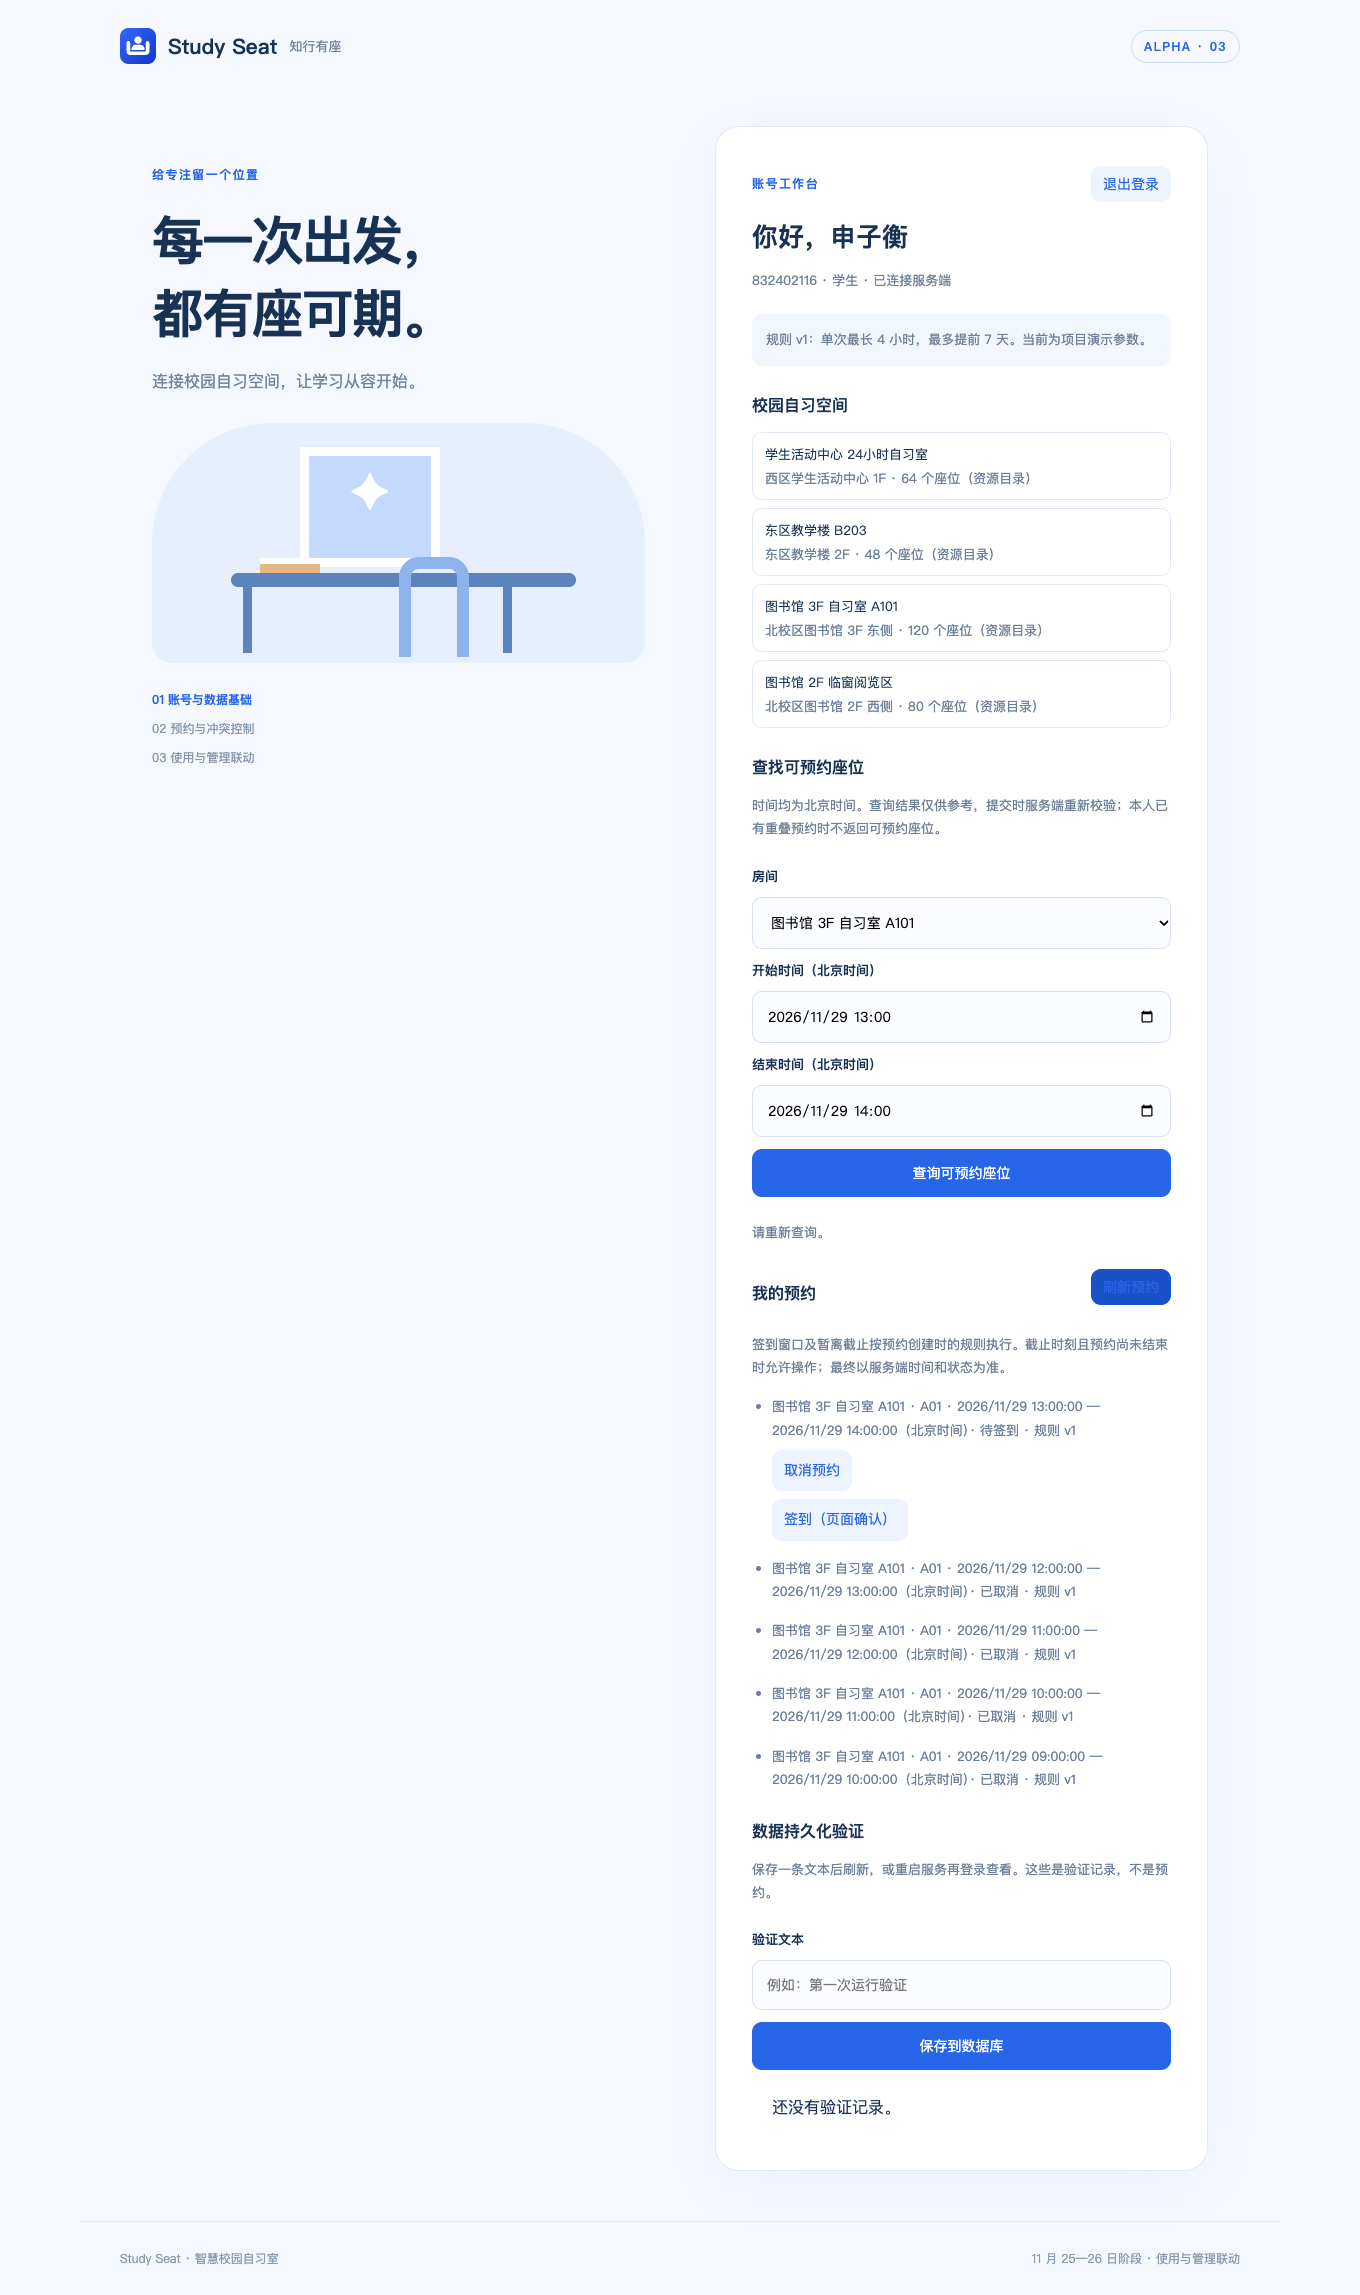 Study Seat 知行有座
ALPHA · 03
给专注留一个位置
每一次出发，
都有座可期。
连接校园自习空间，让学习从容开始。
01 账号与数据基础
02 预约与冲突控制
03 使用与管理联动
账号工作台
退出登录
你好，申子衡
832402116 · 学生 · 已连接服务端
规则 v1：单次最长 4 小时，最多提前 7 天。当前为项目演示参数。
校园自习空间
学生活动中心 24小时自习室
西区学生活动中心 1F · 64 个座位（资源目录）
东区教学楼 B203
东区教学楼 2F · 48 个座位（资源目录）
图书馆 3F 自习室 A101
北校区图书馆 3F 东侧 · 120 个座位（资源目录）
图书馆 2F 临窗阅览区
北校区图书馆 2F 西侧 · 80 个座位（资源目录）
查找可预约座位
时间均为北京时间。查询结果仅供参考，提交时服务端重新校验；本人已
有重叠预约时不返回可预约座位。
房间
图书馆 3F 自习室 A101
开始时间（北京时间）
2026/11/29 13:00
结束时间（北京时间）
2026/11/29 14:00
查询可预约座位
请重新查询。
我的预约
刷新预约
签到窗口及暂离截止按预约创建时的规则执行。截止时刻且预约尚未结束
时允许操作；最终以服务端时间和状态为准。
图书馆 3F 自习室 A101 · A01 · 2026/11/29 13:00:00 —
2026/11/29 14:00:00（北京时间）· 待签到 · 规则 v1
取消预约
签到（页面确认）
图书馆 3F 自习室 A101 · A01 · 2026/11/29 12:00:00 —
2026/11/29 13:00:00（北京时间）· 已取消 · 规则 v1
图书馆 3F 自习室 A101 · A01 · 2026/11/29 11:00:00 —
2026/11/29 12:00:00（北京时间）· 已取消 · 规则 v1
图书馆 3F 自习室 A101 · A01 · 2026/11/29 10:00:00 —
2026/11/29 11:00:00（北京时间）· 已取消 · 规则 v1
图书馆 3F 自习室 A101 · A01 · 2026/11/29 09:00:00 —
2026/11/29 10:00:00（北京时间）· 已取消 · 规则 v1
数据持久化验证
保存一条文本后刷新，或重启服务再登录查看。这些是验证记录，不是预
约。
验证文本
例如：第一次运行验证
保存到数据库
还没有验证记录。
Study Seat · 智慧校园自习室
11 月 25—26 日阶段 · 使用与管理联动